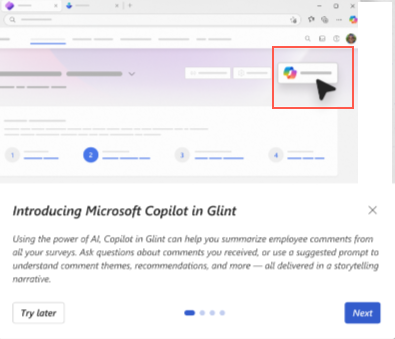 1
2
3
4
Introducing Microsoft Copilot in Glint
Using the power of AI, Copilot in Glint can help you summarize employee comments from
all your surveys. Ask questions about comments you received, or use a suggested prompt to
understand comment themes, recommendations, and more — all delivered in a storytelling
narrative.
Try later
Next